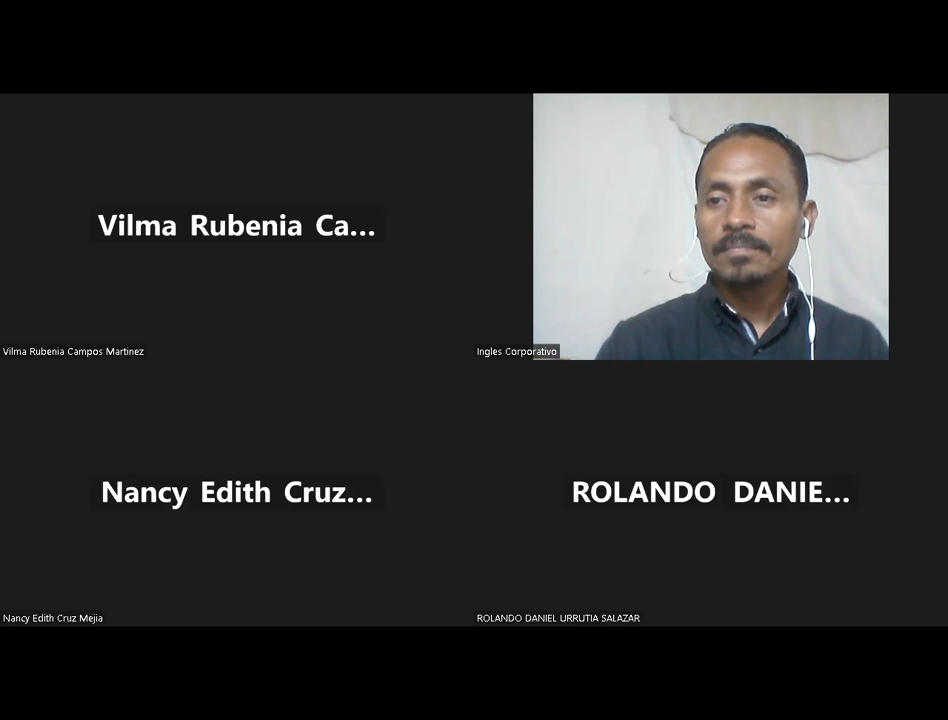 Vilma Rubenia Ca...
Vilma Rubenia Campos Martinez
Ingles Corporativo
Nancy Edith Cruz...
Nancy Edith Cruz Mejia
ROLANDO DANIE...
ROLANDO DANIEL URRUTIA SALAZAR